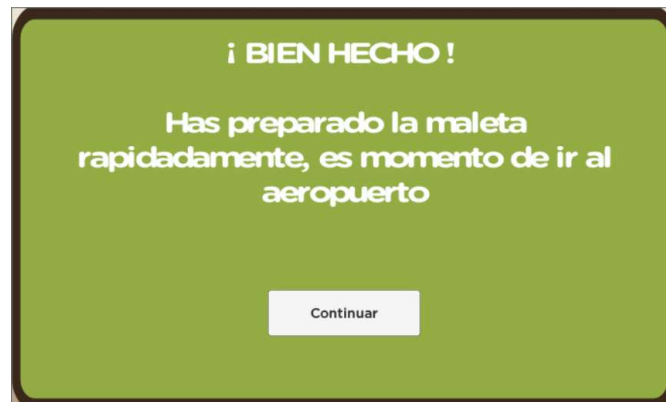 ¡ BIEN HECHO !
Has preparado la maleta
rapidadamente, es momento de ir al
aeropuerto
Continuar